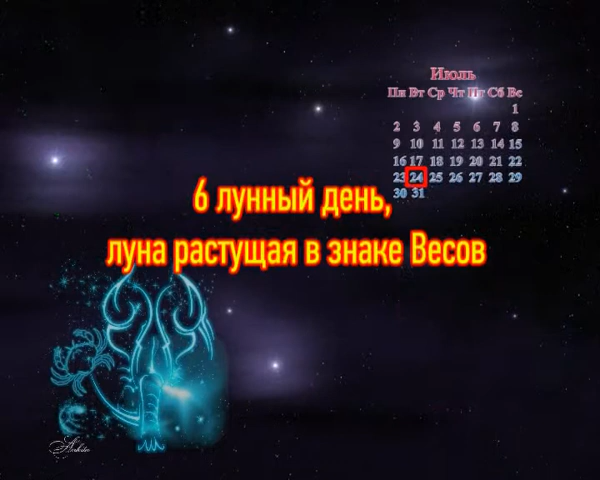 Июль
Пн Вт Ср Чт Пт Сб Вс
1
2 3 4 5 6 7 8
9 10 11 12 13 14 15
16 17 18 19 20 21 22
23 24 25 26 27 28 29
30 31
6 лунный день,
луна растущая в знаке Весов